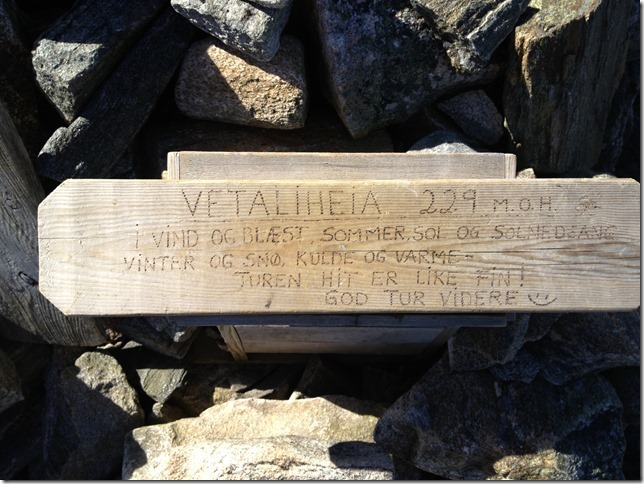 VETALIHEIA 229 M.O.H.
I VIND OG BLÆST, SOMMER, SOL OG SOLNEDGANG
VINTER OG SNØ, KULDE OG VARME-
TUREN HIT ER LIKE FIN!
GOD TUR VIDERE